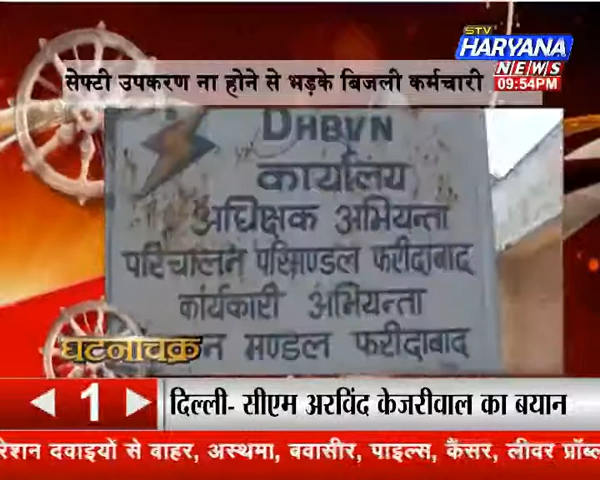 STV
HARYANA
NEWS
09:54PM
सेफ्टी उपकरण ना होने से भड़के बिजली कर्मचारी
DHBVN
कार्यालय
अधिक्षक अभियन्ता
परिचालन परिमण्डल फरीदाबाद
कार्यकारी अभियन्ता
न मण्डल फरीदाबाद
घटनाचक्र
1 दिल्ली- सीएम अरविंद केजरीवाल का बयान
रेशन दवाइयों से बाहर, अस्थमा, बवासीर, पाइल्स, कैंसर, लीवर प्रॉब्ल